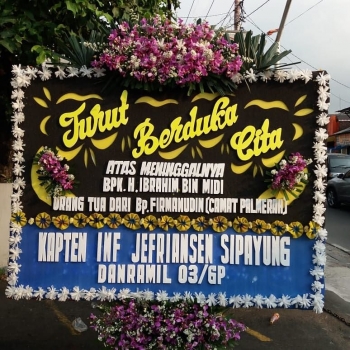 Turut Berduka Cita
ATAS MENINGGALNYA
BPK. H. IBRAHIM BIN MIDI
ORANG TUA DARI Bp. FIRMANUDIN (CAMAT PALMERAH)
KAPTEN INF JEFRIANSEN SIPAYUNG
DANRAMIL 03/GP